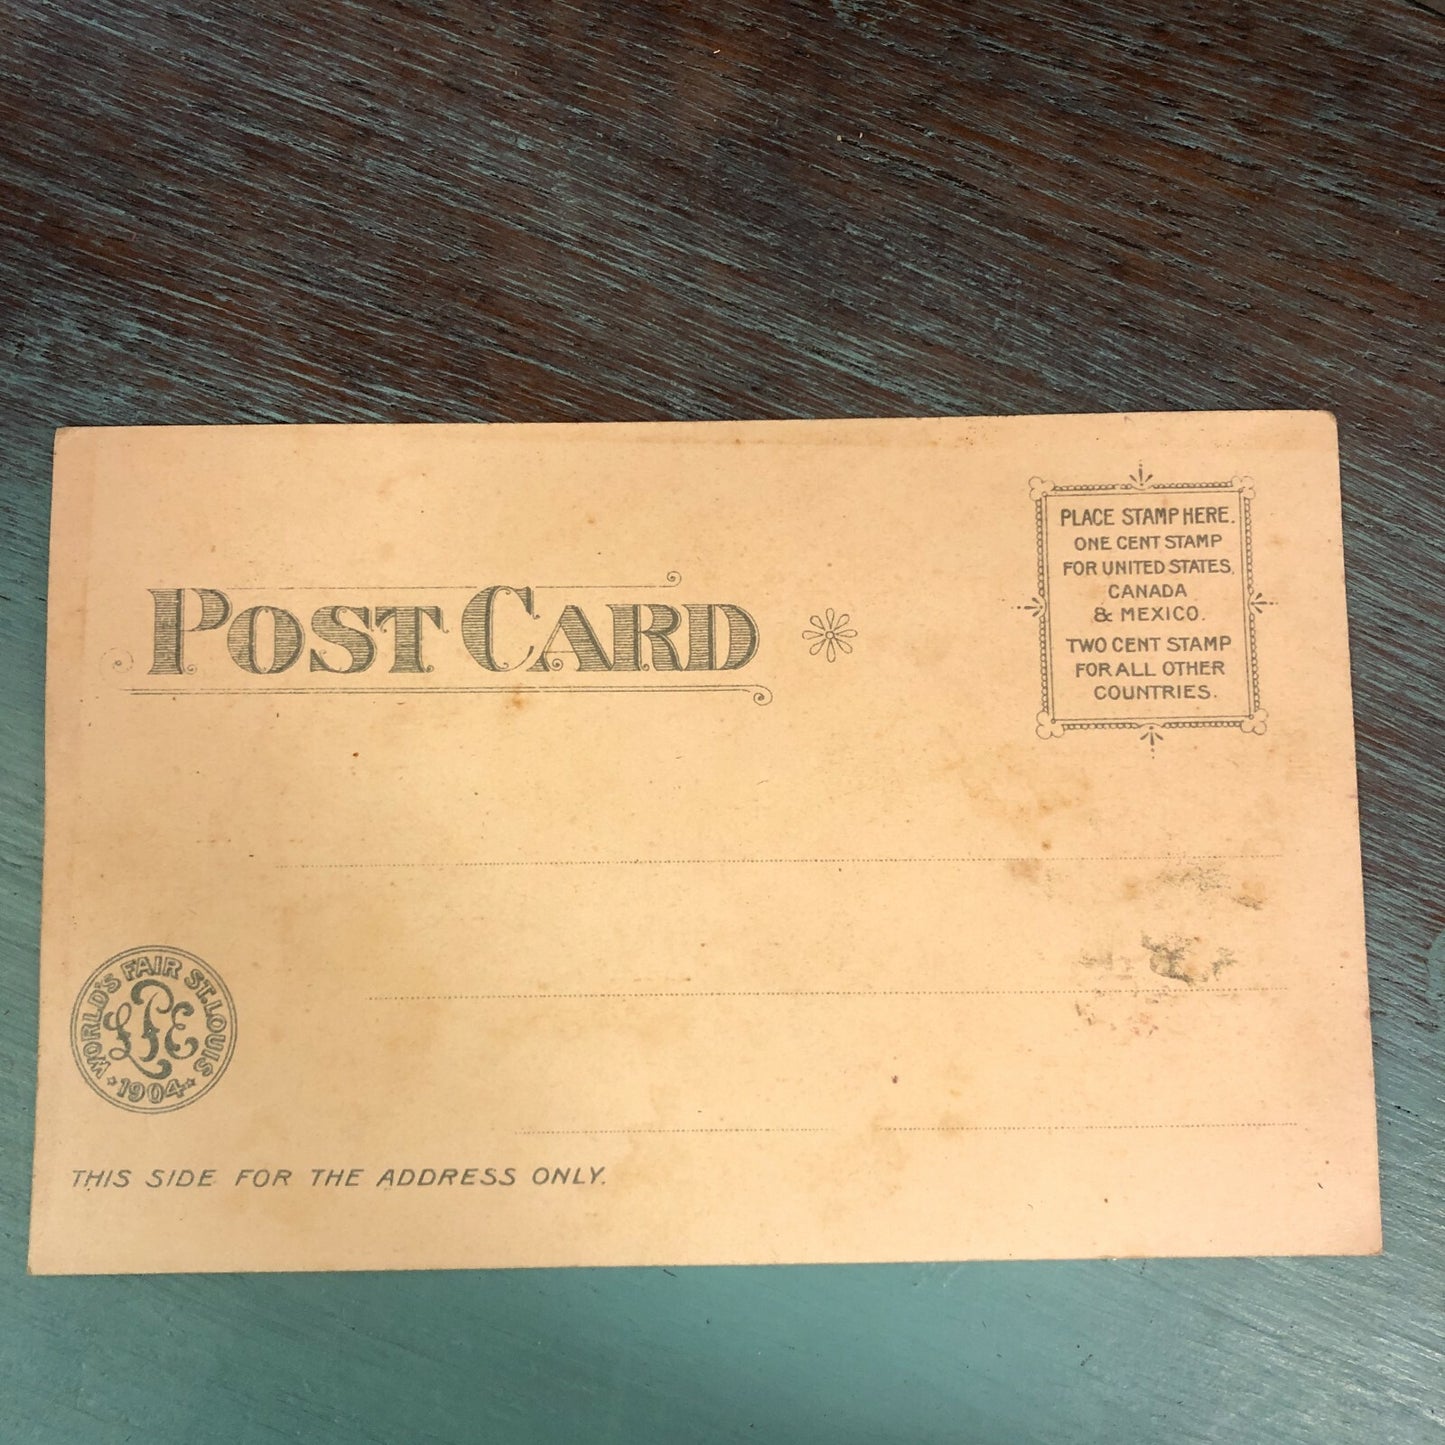 POST CARD
PLACE STAMP HERE.
ONE CENT STAMP
FOR UNITED STATES,
CANADA
& MEXICO.
TWO CENT STAMP
FOR ALL OTHER
COUNTRIES.
WORLD'S FAIR ST. LOUIS
LPE
1904
THIS SIDE FOR THE ADDRESS ONLY.